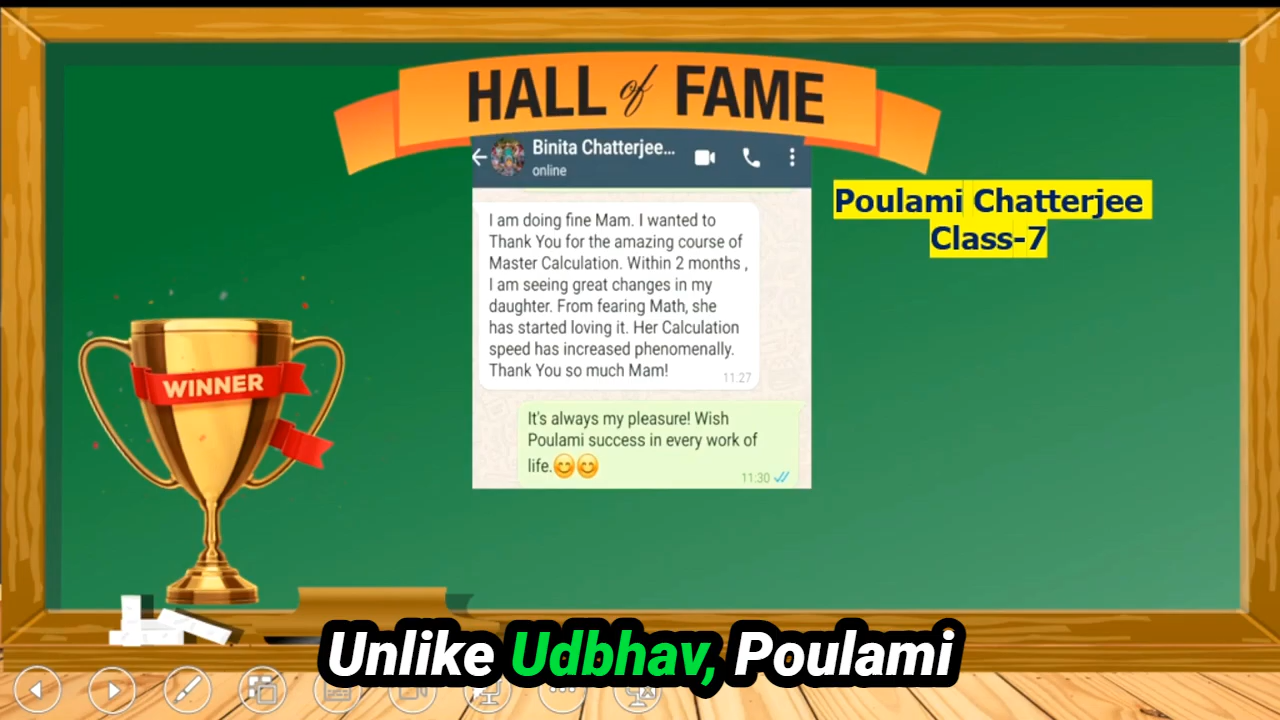 HALL of FAME
Binita Chatterjee...
online
Poulami Chatterjee
Class-7
I am doing fine Mam. I wanted to
Thank You for the amazing course of
Master Calculation. Within 2 months ,
I am seeing great changes in my
daughter. From fearing Math, she
has started loving it. Her Calculation
speed has increased phenomenally.
Thank You so much Mam!
11.27
It's always my pleasure! Wish
Poulami success in every work of
life.😊😊
11:30
WINNER
Unlike Udbhav, Poulami